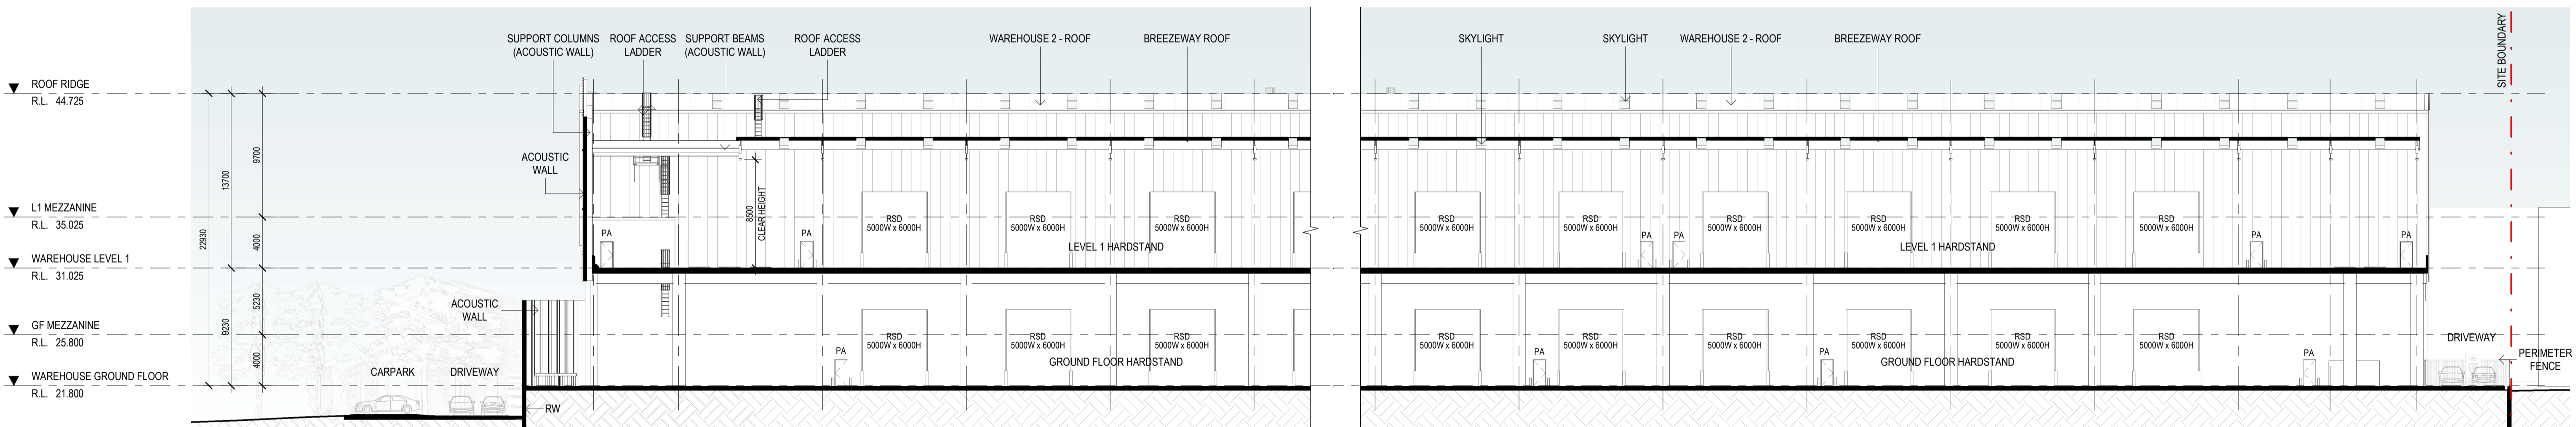 SUPPORT COLUMNS
(ACOUSTIC WALL)
ROOF ACCESS
LADDER
SUPPORT BEAMS
(ACOUSTIC WALL)
ROOF ACCESS
LADDER
WAREHOUSE 2 - ROOF
BREEZEWAY ROOF
SKYLIGHT
SKYLIGHT
WAREHOUSE 2 - ROOF
BREEZEWAY ROOF
SITE BOUNDARY
ROOF RIDGE
R.L. 44.725
L1 MEZZANINE
R.L. 35.025
WAREHOUSE LEVEL 1
R.L. 31.025
GF MEZZANINE
R.L. 25.800
WAREHOUSE GROUND FLOOR
R.L. 21.800
22930
13700
9230
9700
4000
5230
4000
ACOUSTIC
WALL
ACOUSTIC
WALL
8500
CLEAR HEIGHT
RSD
5000W x 6000H
RSD
5000W x 6000H
RSD
5000W x 6000H
RSD
5000W x 6000H
RSD
5000W x 6000H
RSD
5000W x 6000H
RSD
5000W x 6000H
RSD
5000W x 6000H
RSD
5000W x 6000H
PA
PA
PA
PA
PA
PA
LEVEL 1 HARDSTAND
LEVEL 1 HARDSTAND
RSD
5000W x 6000H
RSD
5000W x 6000H
RSD
5000W x 6000H
RSD
5000W x 6000H
RSD
5000W x 6000H
RSD
5000W x 6000H
RSD
5000W x 6000H
RSD
5000W x 6000H
RSD
5000W x 6000H
PA
PA
PA
PA
GROUND FLOOR HARDSTAND
GROUND FLOOR HARDSTAND
CARPARK
DRIVEWAY
DRIVEWAY
PERIMETER
FENCE
RW